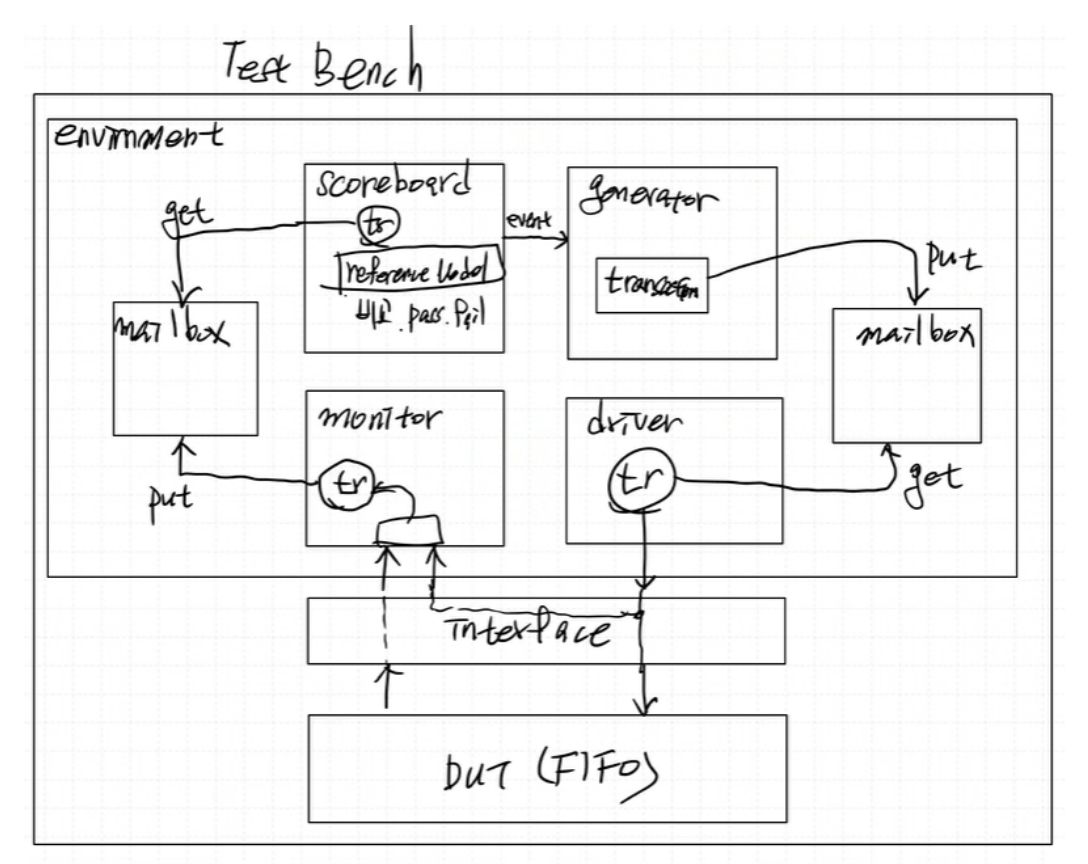 Test Bench
envirnment
scoreboard
tr
reference Model
비교. pass. fail
event
generator
transaction
get
put
mailbox
mailbox
monitor
tr
driver
tr
put
get
interface
DUT (FIFO)